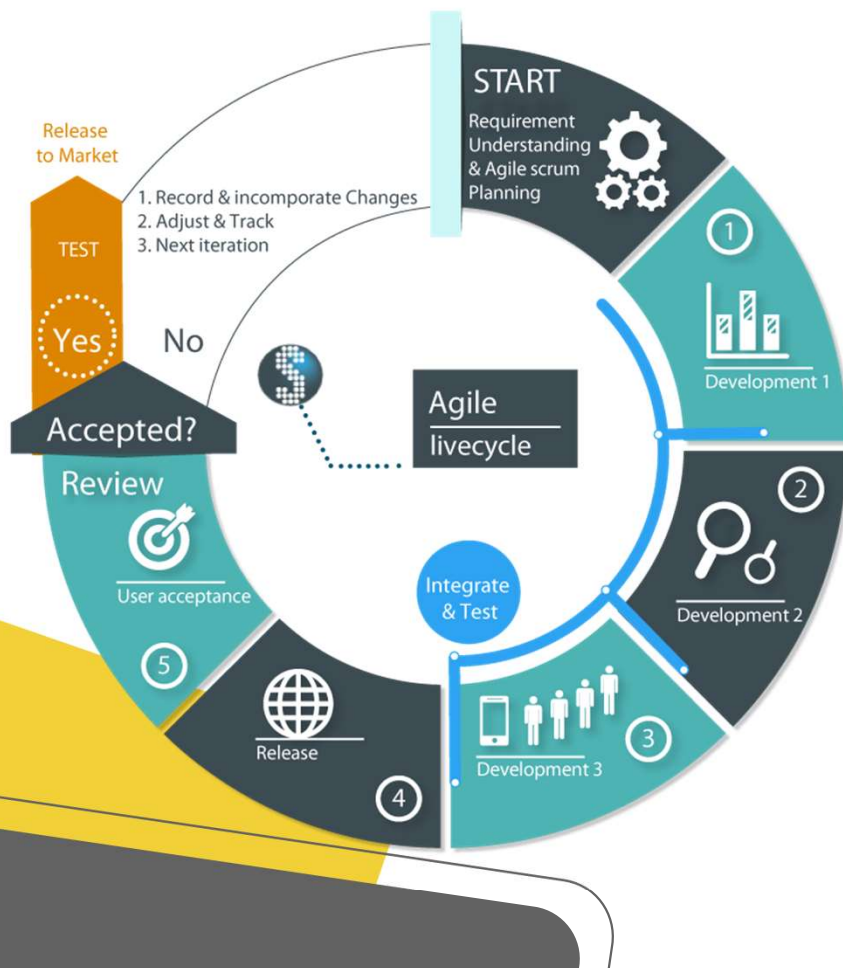 START
Requirement
Understanding
& Agile scrum
Planning
1
Development 1
2
Development 2
3
Development 3
Integrate
& Test
4
Release
5
User acceptance
Review
Accepted?
Yes
TEST
Release
to Market
No
1. Record & incomporate Changes
2. Adjust & Track
3. Next iteration
S
Agile
livecycle